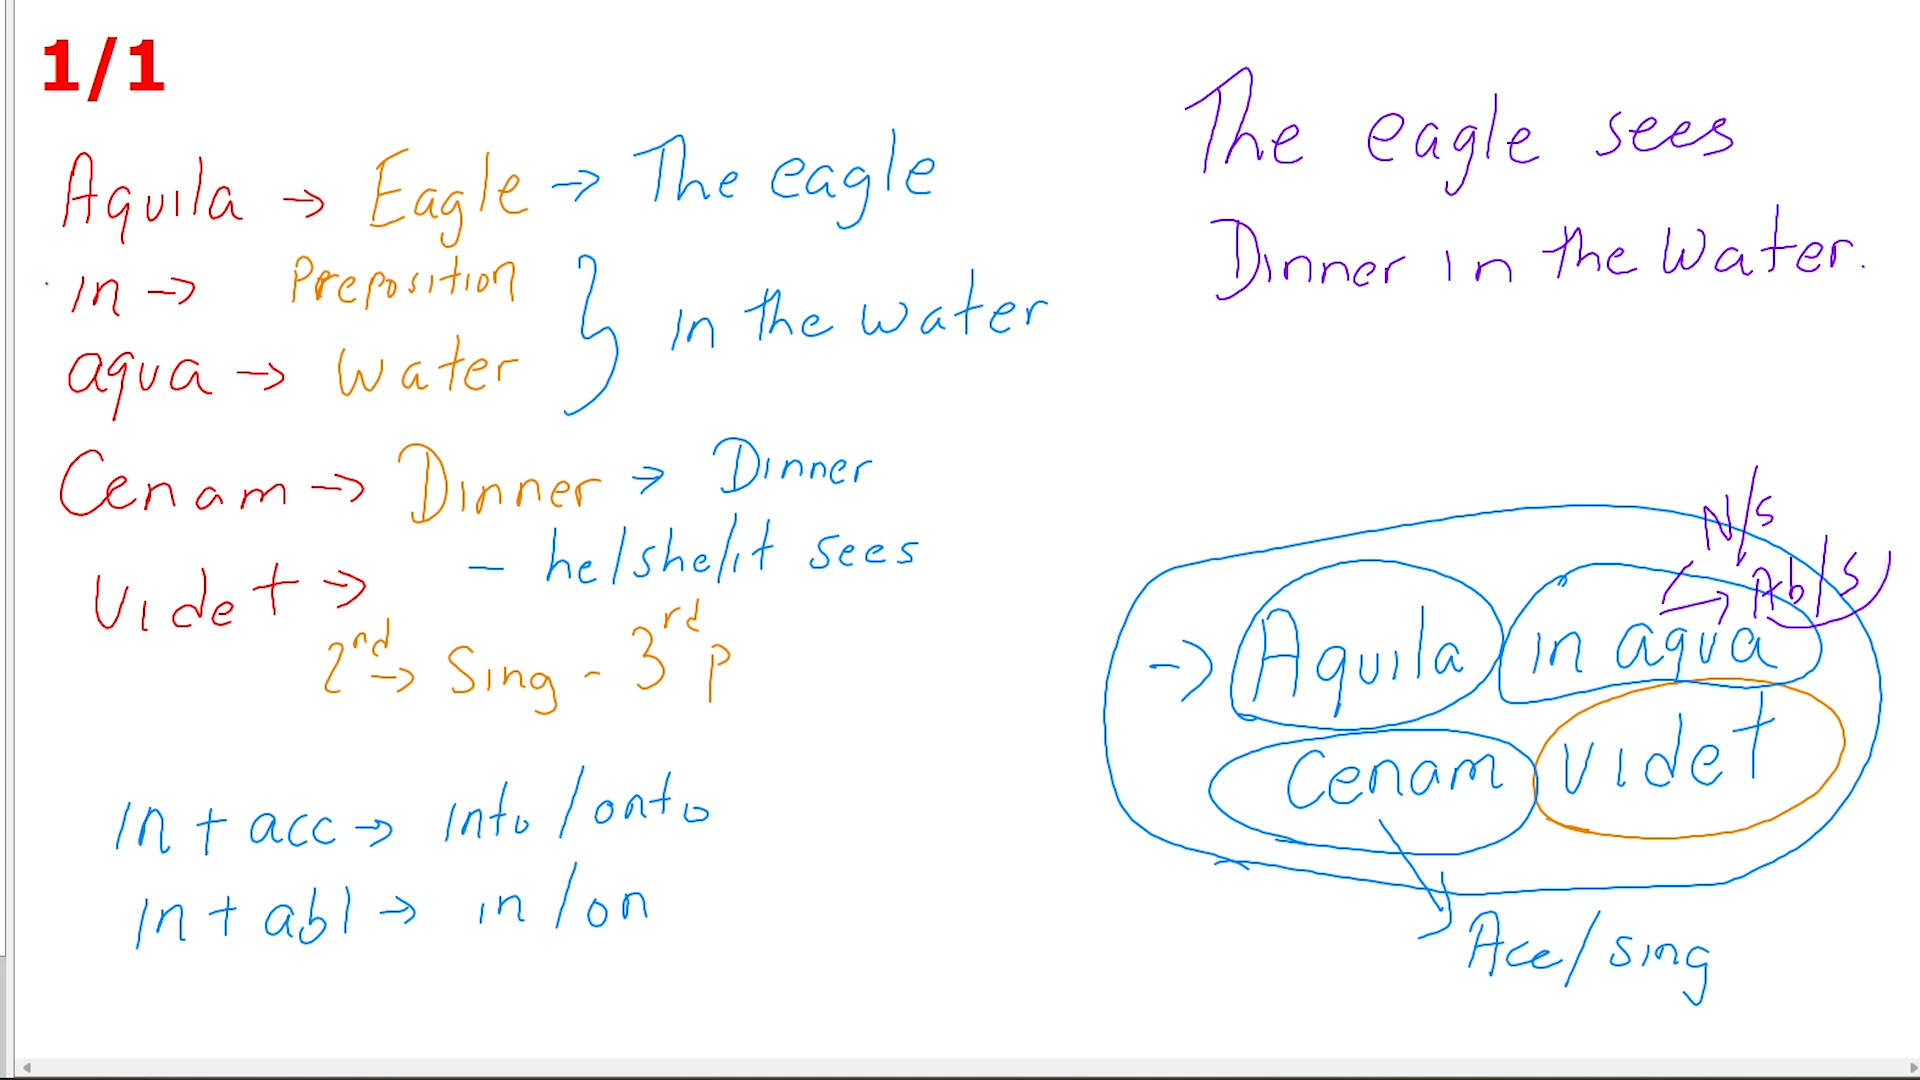 1/1
Aquila → Eagle → The eagle
in → Preposition
aqua → water
in the water
Cenam → Dinner → Dinner
Videt → - he/she/it sees
2nd → Sing - 3rd p
in + acc → into/onto
in + abl → in/on
The eagle sees
Dinner in the water.
N/S
Ab/S
→ Aquila in aqua
Cenam videt
Acc/sing